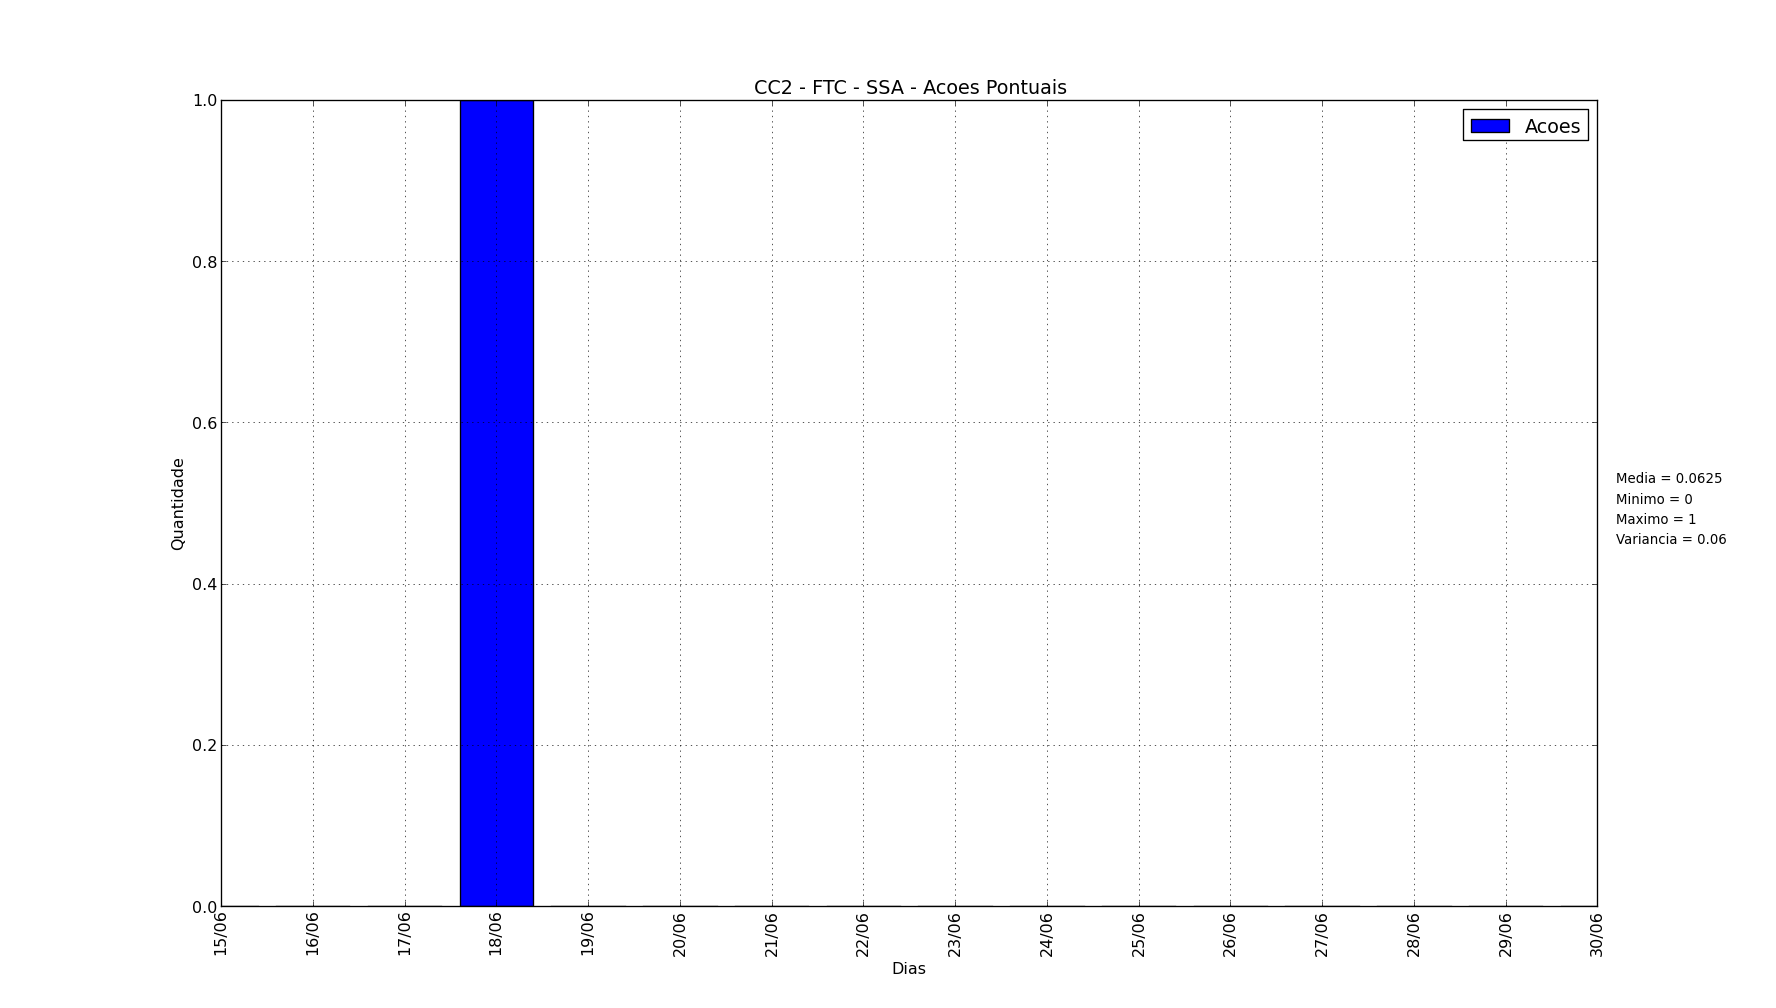 CC2 - FTC - SSA - Acoes Pontuais
Acoes
1.0
0.8
0.6
0.4
0.2
0.0
Quantidade
Media = 0.0625
Minimo = 0
Maximo = 1
Variancia = 0.06
15/06
16/06
17/06
18/06
19/06
20/06
21/06
22/06
23/06
24/06
25/06
26/06
27/06
28/06
29/06
30/06
Dias